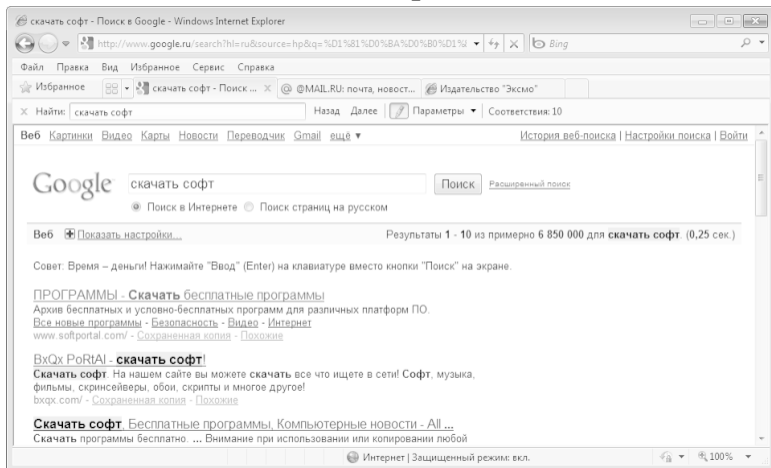 скачать софт - Поиск в Google - Windows Internet Explorer
http://www.google.ru/search?hl=ru&source=hp&q=%D1%81%D0%BA%D0%B0%D1% Bing
Файл Правка Вид Избранное Сервис Справка
Избранное скачать софт - Поиск ... @MAIL.RU: почта, новост... Издательство "Эксмо"
Найти: скачать софт Назад Далее Параметры Соответствия: 10
Веб Картинки Видео Карты Новости Переводчик Gmail ещё ▼ История веб-поиска | Настройки поиска | Войти
Google скачать софт Поиск Расширенный поиск
Поиск в Интернете Поиск страниц на русском
Веб Показать настройки... Результаты 1 - 10 из примерно 6 850 000 для скачать софт. (0,25 сек.)
Совет: Время – деньги! Нажимайте "Ввод" (Enter) на клавиатуре вместо кнопки "Поиск" на экране.
ПРОГРАММЫ - Скачать бесплатные программы
Архив бесплатных и условно-бесплатных программ для различных платформ ПО.
Все новые программы - Безопасность - Видео - Интернет
www.softportal.com/ - Сохраненная копия - Похожие
BxQx PoRtAl - скачать софт!
Скачать софт. На нашем сайте вы можете скачать все что ищете в сети! Софт, музыка,
фильмы, скринсейверы, обои, скрипты и многое другое!
bxqx.com/ - Сохраненная копия - Похожие
Скачать софт, Бесплатные программы, Компьютерные новости - All ...
Скачать программы бесплатно. ... Внимание при использовании или копировании любой
Интернет | Защищенный режим: вкл. 100%